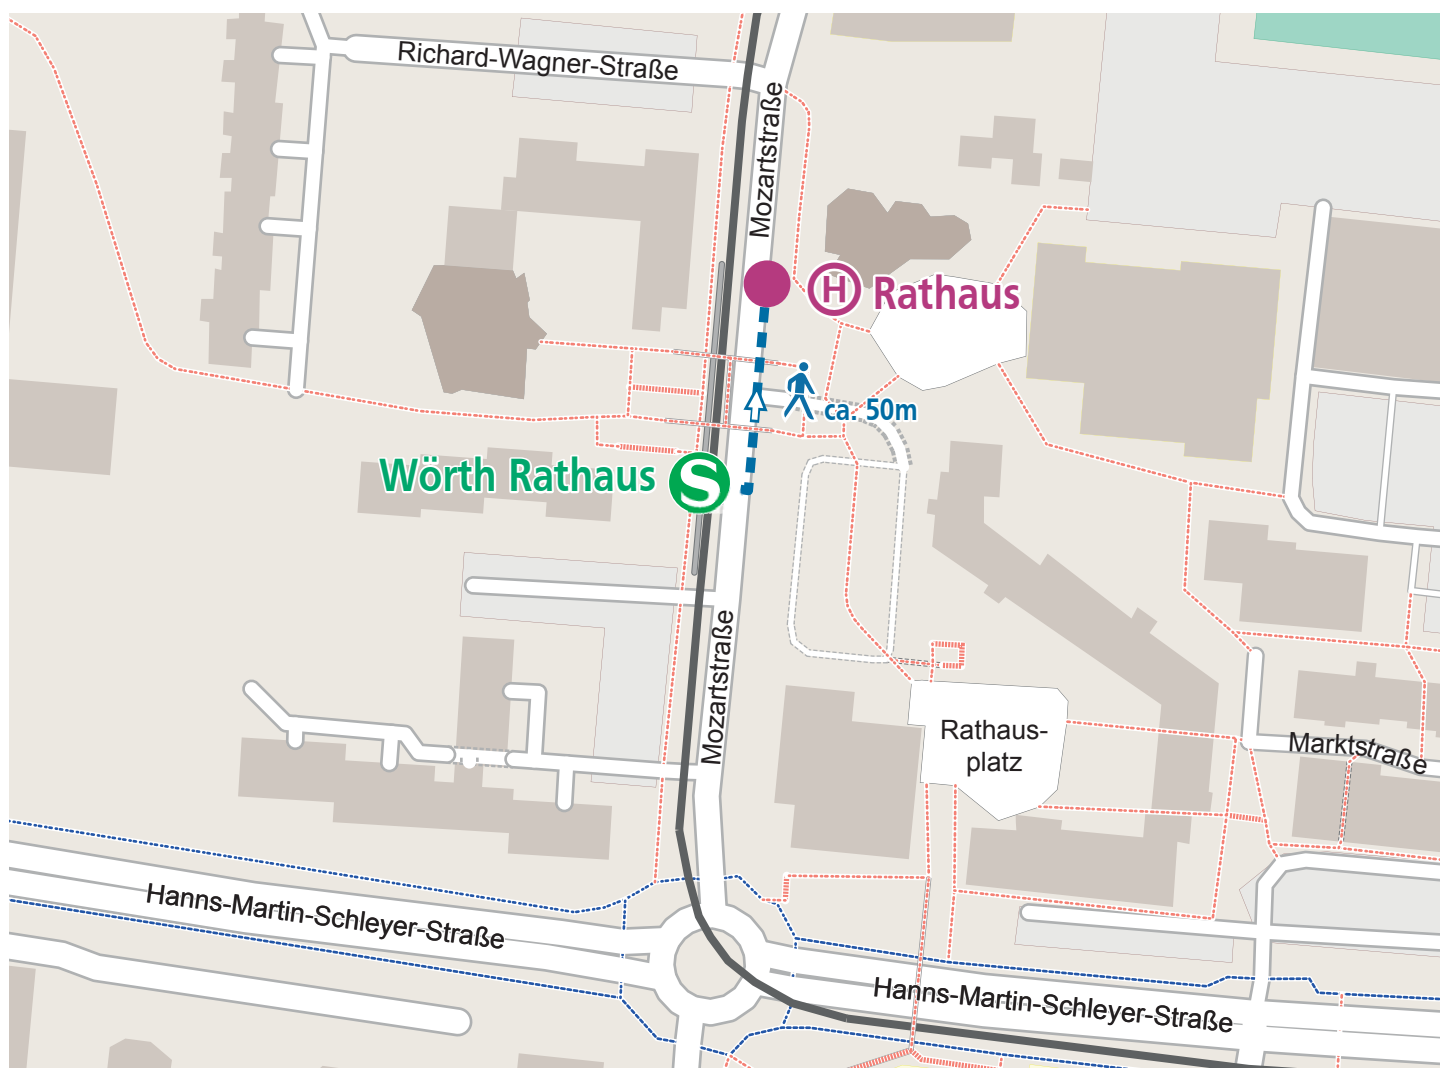 Richard-Wagner-Straße
Mozartstraße
H Rathaus
ca. 50m
Wörth Rathaus S
Mozartstraße
Rathaus-
platz
Marktstraße
Hanns-Martin-Schleyer-Straße
Hanns-Martin-Schleyer-Straße